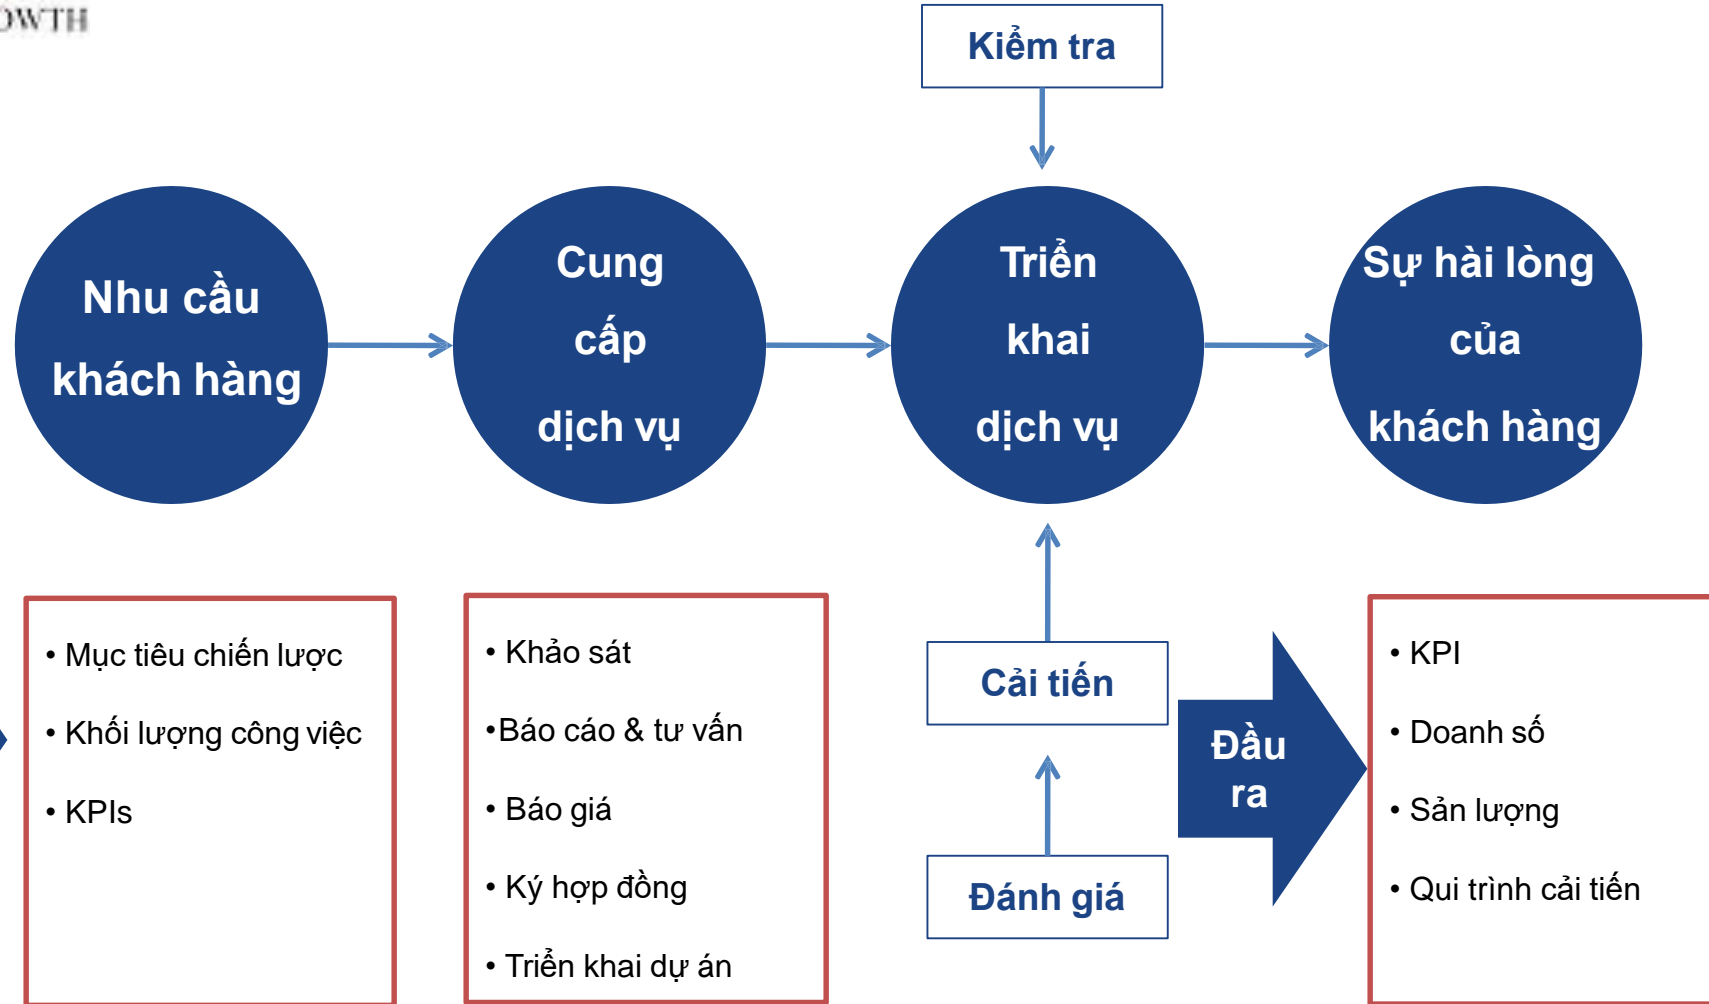 Kiểm tra
Nhu cầu
khách hàng
Cung
cấp
dịch vụ
Triển
khai
dịch vụ
Sự hài lòng
của
khách hàng
• Mục tiêu chiến lược
• Khối lượng công việc
• KPIs
• Khảo sát
•Báo cáo & tư vấn
• Báo giá
• Ký hợp đồng
• Triển khai dự án
Cải tiến
Đánh giá
Đầu
ra
• KPI
• Doanh số
• Sản lượng
• Qui trình cải tiến